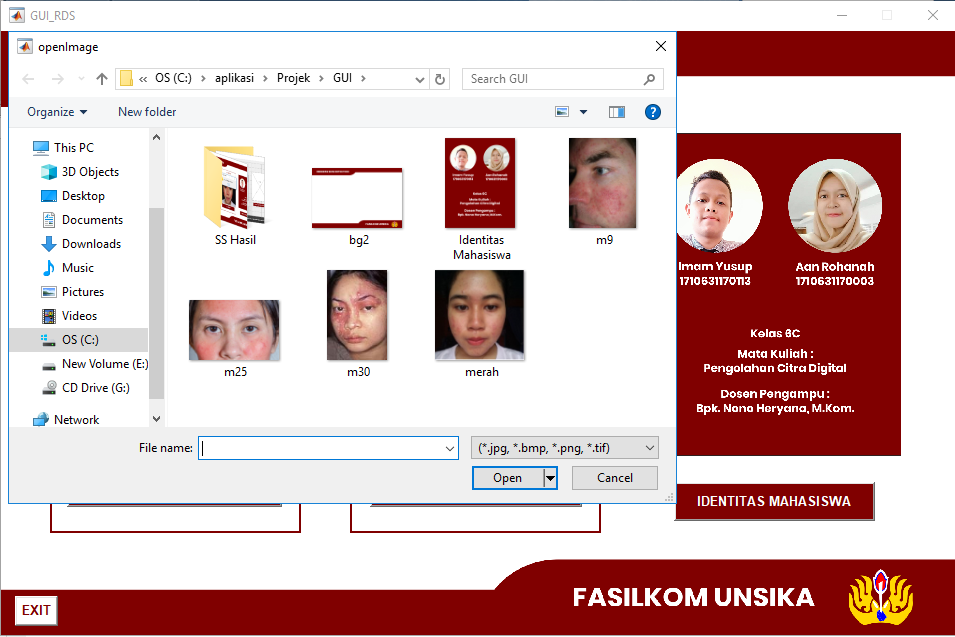 GUI_RDS
openImage
« OS (C:) › aplikasi › Projek › GUI ›
Search GUI
Organize
New folder
This PC
3D Objects
Desktop
Documents
Downloads
Music
Pictures
Videos
OS (C:)
New Volume (E:)
CD Drive (G:)
Network
SS Hasil
bg2
Identitas
Mahasiswa
m9
m25
m30
merah
File name:
(*.jpg, *.bmp, *.png, *.tif)
Open
Cancel
Imam Yusup
1710631170113
Aan Rohanah
1710631170003
Kelas 6C
Mata Kuliah :
Pengolahan Citra Digital
Dosen Pengampu :
Bpk. Nono Heryana, M.Kom.
IDENTITAS MAHASISWA
EXIT
FASILKOM UNSIKA